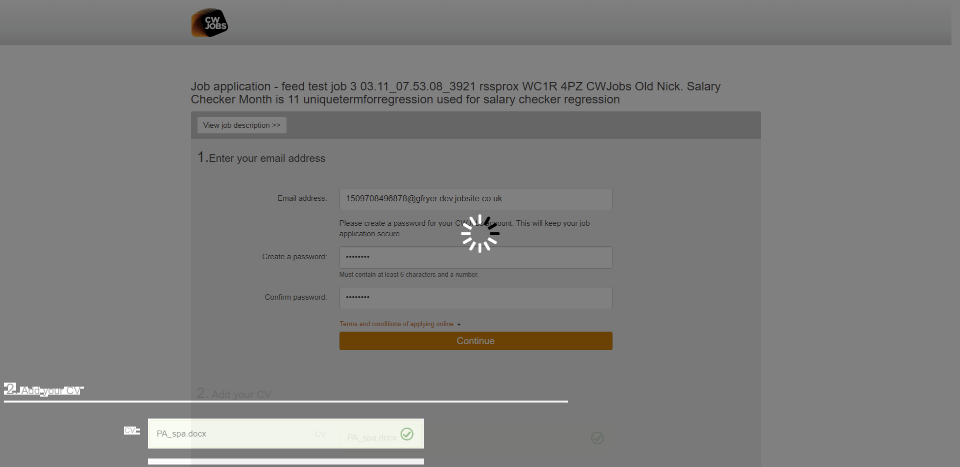 CW
JOBS
Job application - feed test job 3 03.11_07.53.08_3921 rssprox WC1R 4PZ CWJobs Old Nick. Salary
Checker Month is 11 uniquetermforregression used for salary checker regression
View job description >>
1.Enter your email address
Email address:
1509708496878@gfryer.dev.jobsite.co.uk
Please create a password for your CW account. This will keep your job
application secure
Create a password:
Must contain at least 6 characters and a number.
Confirm password:
Terms and conditions of applying online
Continue
2. Add your CV
2. Add your CV
CV
PA_spa.docx
CV
PA_spa.docx